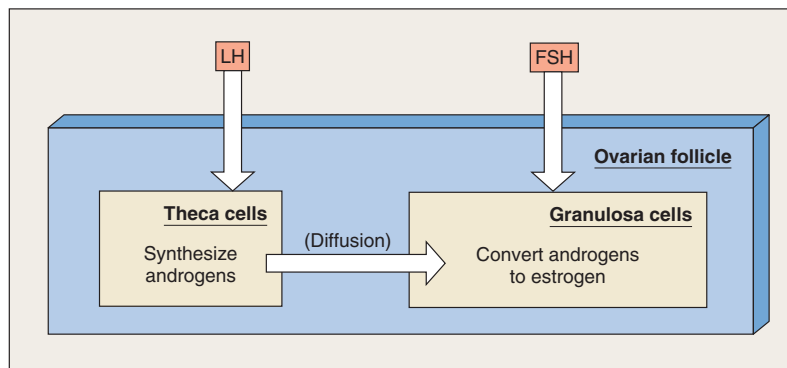 LH
FSH
Ovarian follicle
Theca cells
Synthesize
androgens
(Diffusion)
Granulosa cells
Convert androgens
to estrogen